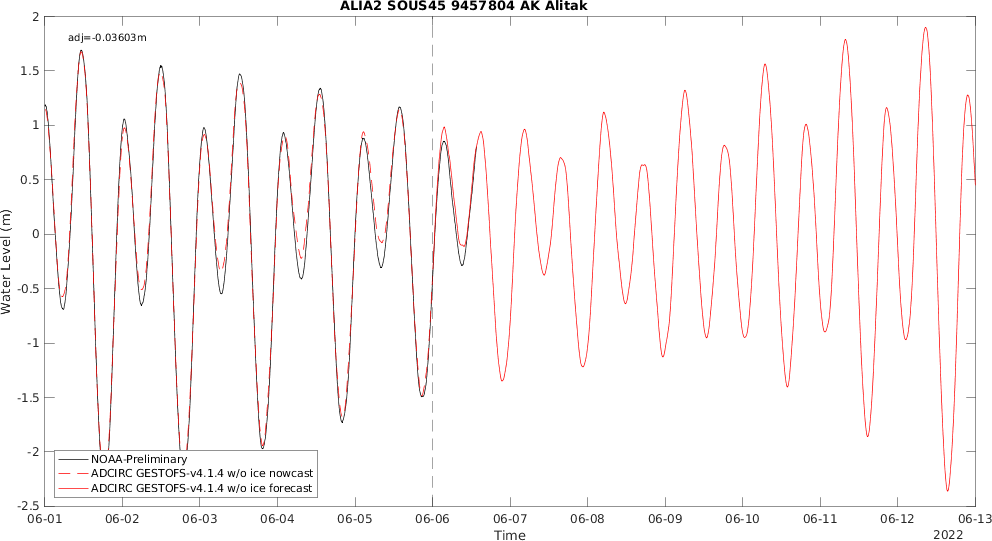 ALIA2 SOUS45 9457804 AK Alitak
adj=-0.03603m
2
1.5
1
0.5
0
-0.5
-1
-1.5
-2
-2.5
Water Level (m)
NOAA-Preliminary
ADCIRC GESTOFS-v4.1.4 w/o ice nowcast
ADCIRC GESTOFS-v4.1.4 w/o ice forecast
06-01 06-02 06-03 06-04 06-05 06-06 06-07 06-08 06-09 06-10 06-11 06-12 06-13
Time
2022